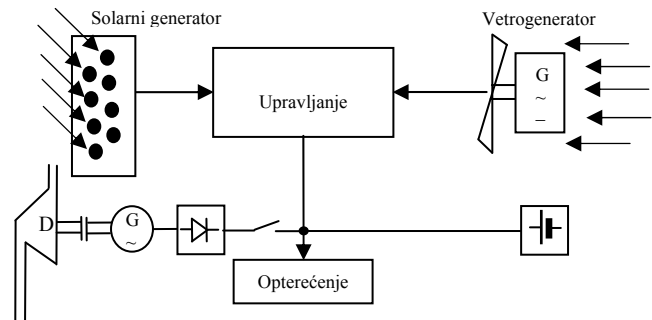 Solarni generator
Vetrogenerator
Upravljanje
G
~
–
D
G
~
Opterećenje